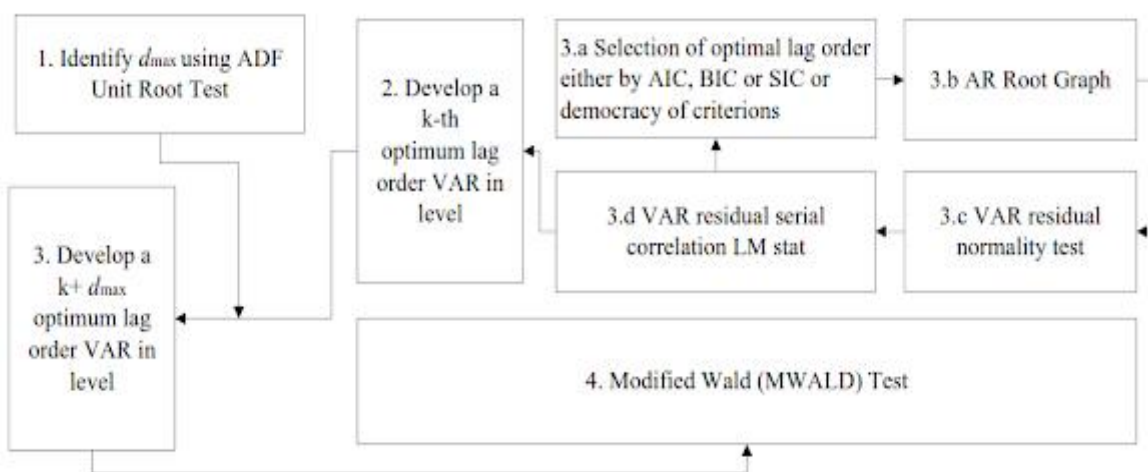 1. Identify dmax using ADF
Unit Root Test
2. Develop a
k-th
optimum lag
order VAR in
level
3.a Selection of optimal lag order
either by AIC, BIC or SIC or
democracy of criterions
3.b AR Root Graph
3.d VAR residual serial
correlation LM stat
3.c VAR residual
normality test
3. Develop a
k+ dmax
optimum lag
order VAR in
level
4. Modified Wald (MWALD) Test